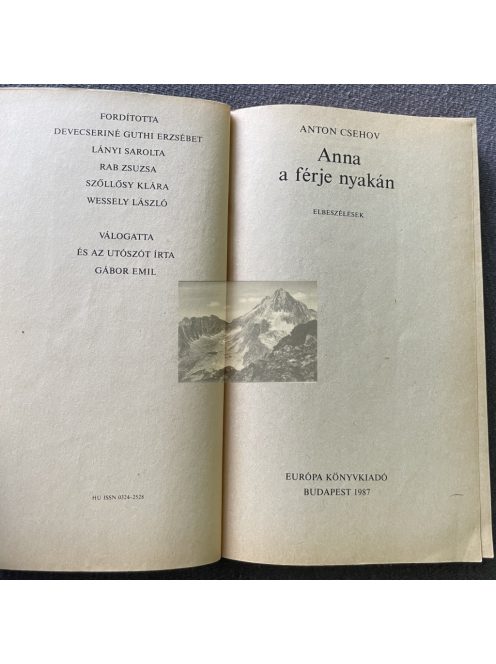 FORDÍTOTTA
DEVECSERINÉ GUTHI ERZSÉBET
LÁNYI SAROLTA
RAB ZSUZSA
SZŐLLŐSY KLÁRA
WESSELY LÁSZLÓ
VÁLOGATTA
ÉS AZ UTÓSZÓT ÍRTA
GÁBOR EMIL
HU ISSN 0324-2528
ANTON CSEHOV
Anna
a férje nyakán
ELBESZÉLÉSEK
EURÓPA KÖNYVKIADÓ
BUDAPEST 1987